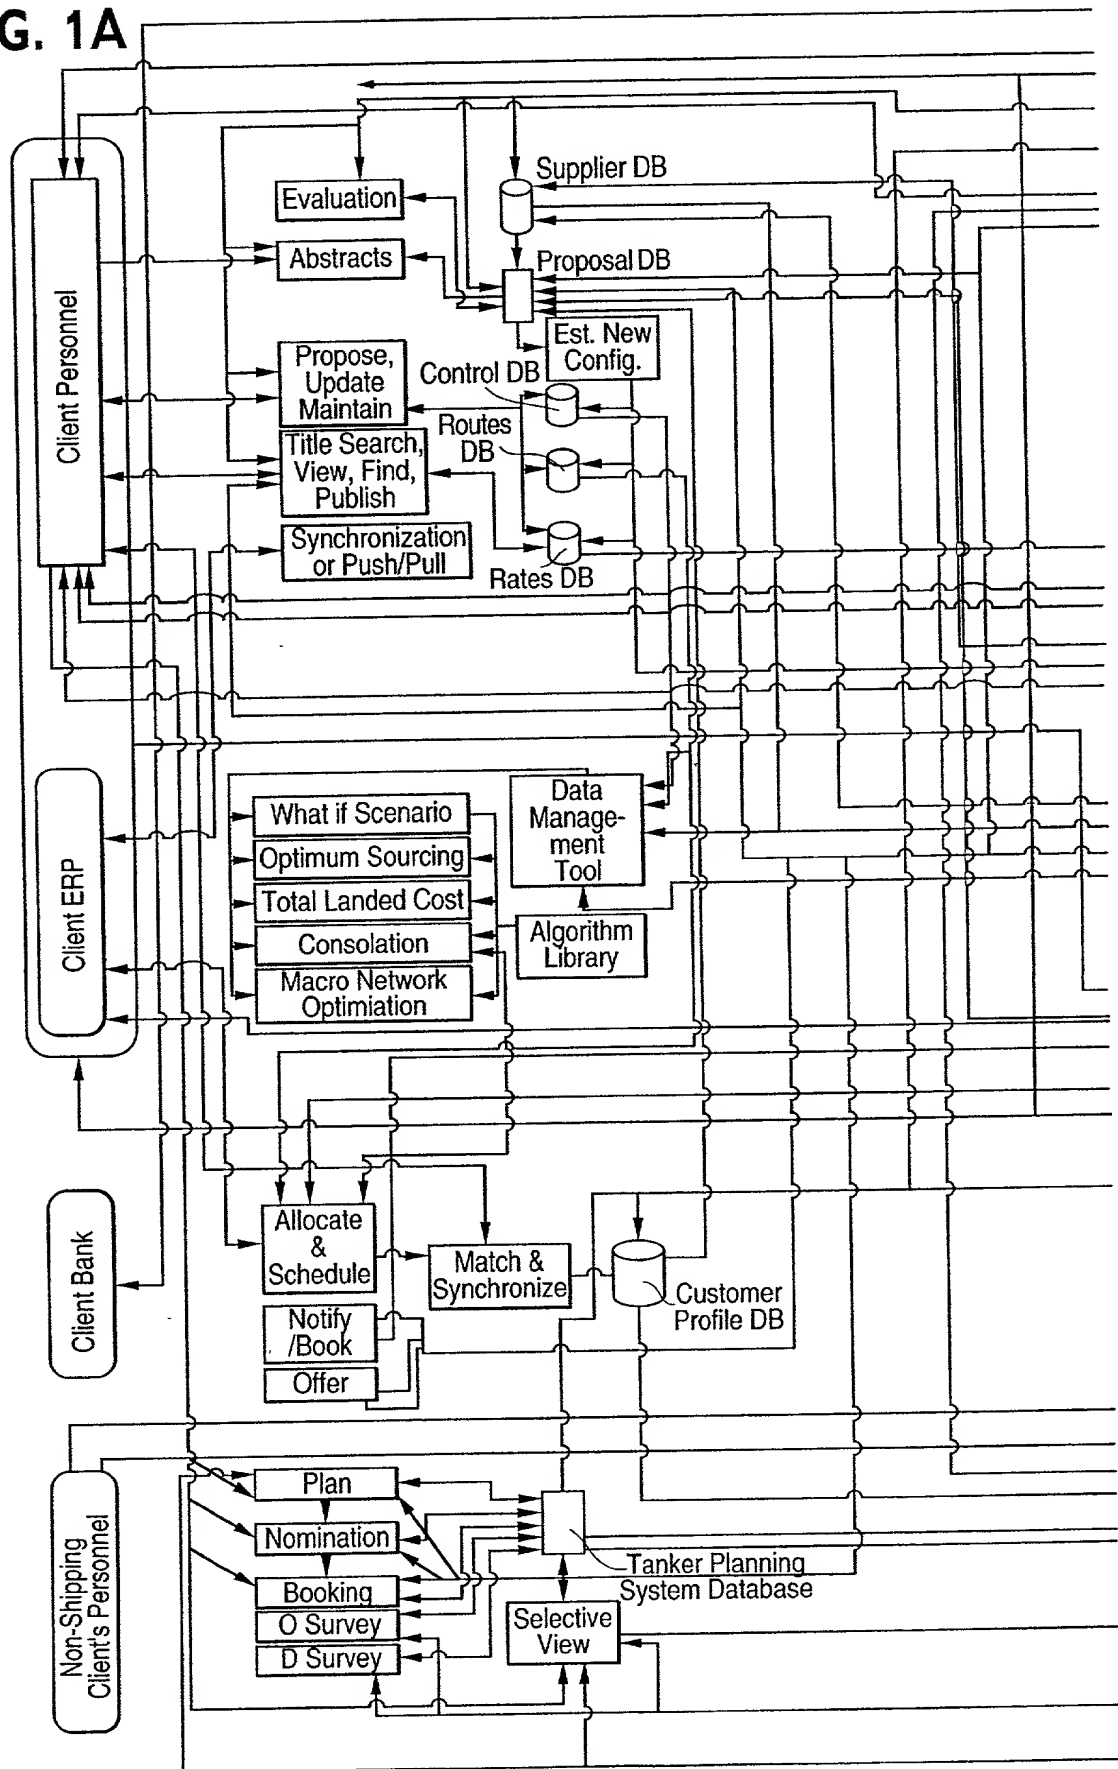 G. 1A
Supplier DB
Evaluation
Abstracts
Proposal DB
Est. New
Config.
Client Personnel
Propose,
Update
Maintain
Control DB
Routes
DB
Title Search,
View, Find,
Publish
Synchronization
or Push/Pull
Rates DB
Client ERP
What if Scenario
Optimum Sourcing
Total Landed Cost
Consolation
Macro Network
Optimiation
Data
Manage-
ment
Tool
Algorithm
Library
Client Bank
Allocate
&
Schedule
Match &
Synchronize
Customer
Profile DB
Notify
/Book
Offer
Non-Shipping
Client's Personnel
Plan
Nomination
Booking
O Survey
D Survey
Tanker Planning
System Database
Selective
View